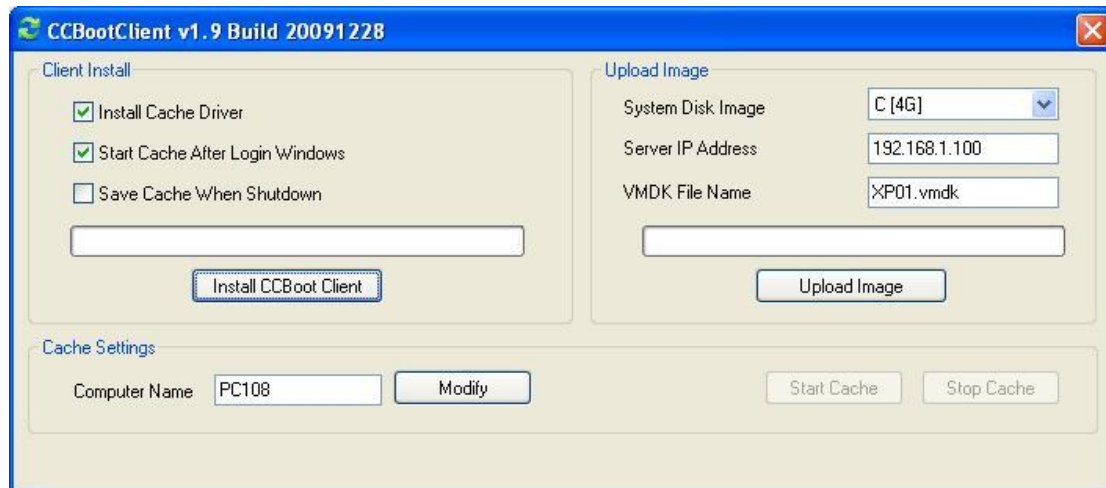 CCBootClient v1.9 Build 20091228
Client Install
Install Cache Driver
Start Cache After Login Windows
Save Cache When Shutdown
Install CCBoot Client
Upload Image
System Disk Image C [4G]
Server IP Address 192.168.1.100
VMDK File Name XP01.vmdk
Upload Image
Cache Settings
Computer Name PC108 Modify Start Cache Stop Cache